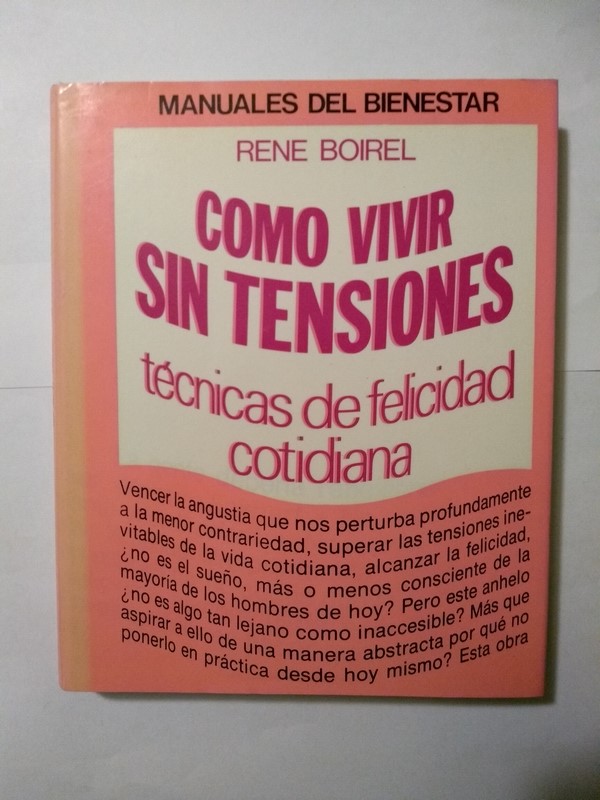 MANUALES DEL BIENESTAR
RENE BOIREL
COMO VIVIR
SIN TENSIONES
técnicas de felicidad
cotidiana
Vencer la angustia que nos perturba profundamente
a la menor contrariedad, superar las tensiones ine-
vitables de la vida cotidiana, alcanzar la felicidad,
¿no es el sueño, más o menos consciente de la
mayoría de los hombres de hoy? Pero este anhelo
¿no es algo tan lejano como inaccesible? Más que
aspirar a ello de una manera abstracta por qué no
ponerlo en práctica desde hoy mismo? Esta obra